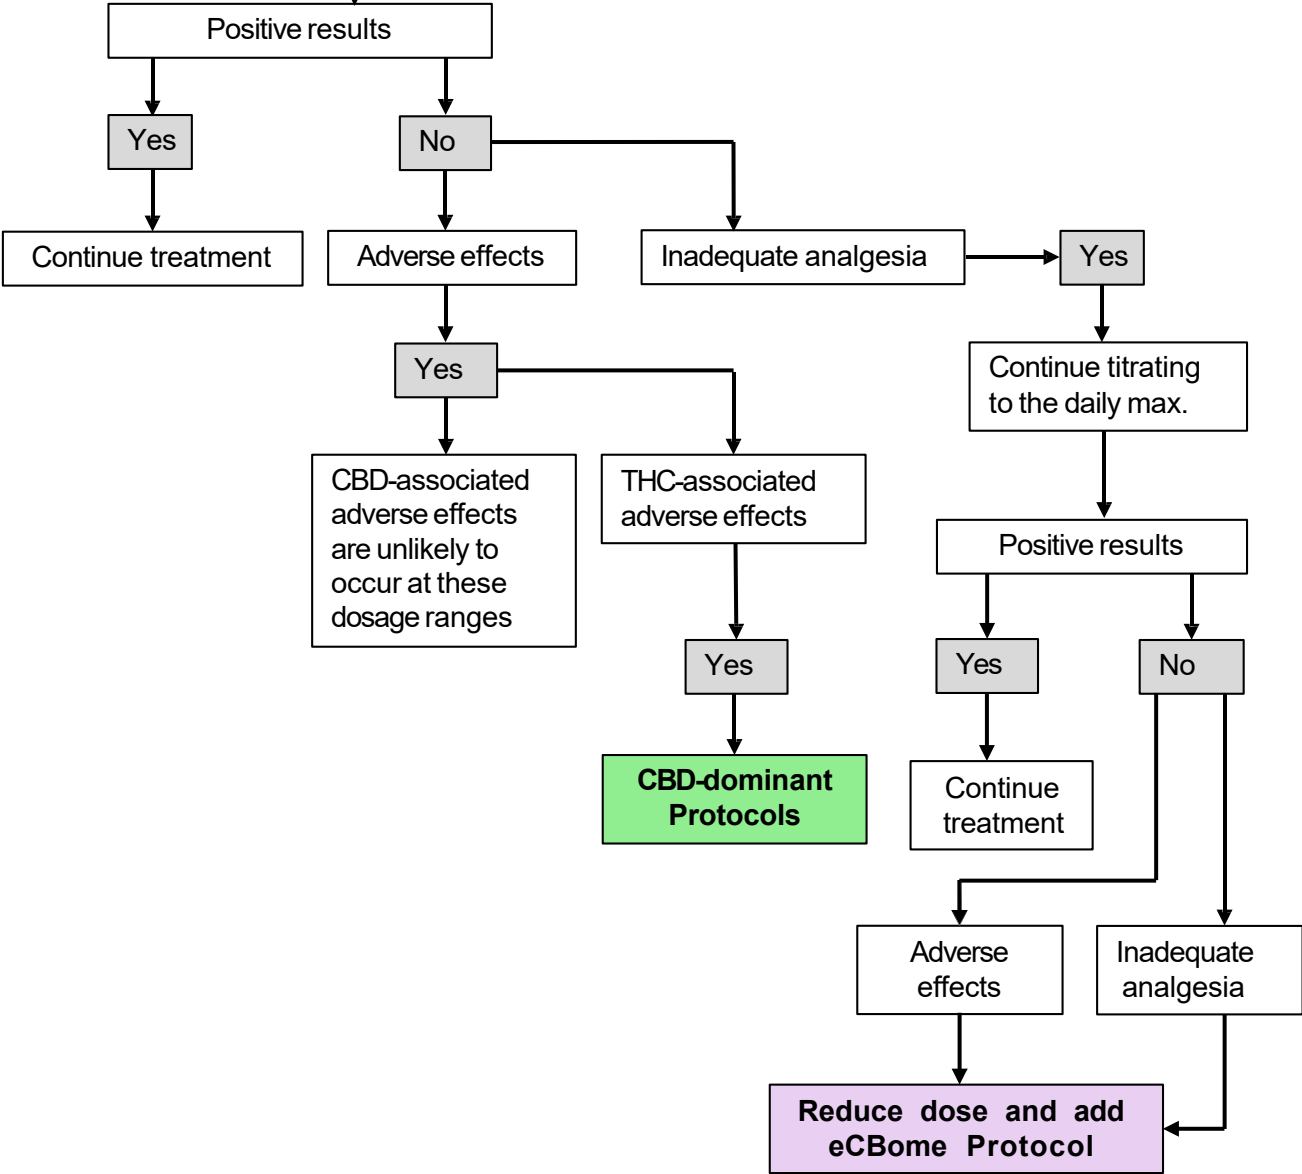 Positive results
Yes
No
Continue treatment
Adverse effects
Inadequate analgesia
Yes
Yes
Continue titrating
to the daily max.
CBD-associated
adverse effects
are unlikely to
occur at these
dosage ranges
THC-associated
adverse effects
Positive results
Yes
Yes
No
CBD-dominant
Protocols
Continue
treatment
Adverse
effects
Inadequate
analgesia
Reduce dose and add
eCBome Protocol